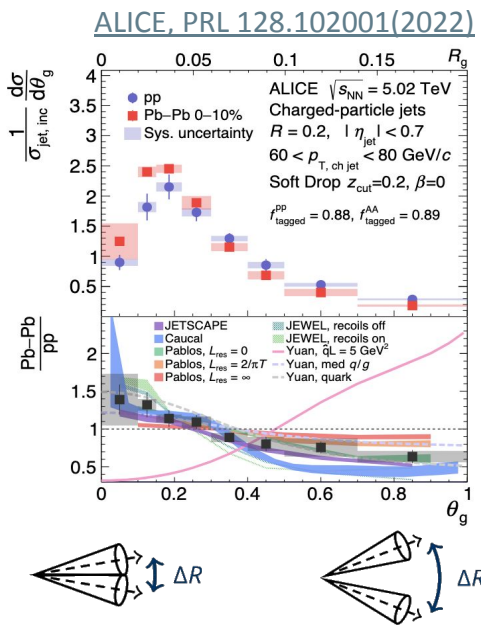 ALICE, PRL 128.102001(2022)
0 0.05 0.1 0.15 R_g
1/σ_jet, inc dσ/dθ_g
4
3.5
3
2.5
2
1.5
1
0.5
pp
Pb–Pb 0–10%
Sys. uncertainty
ALICE √s_NN = 5.02 TeV
Charged-particle jets
R = 0.2, | η_jet | < 0.7
60 < p_T, ch jet < 80 GeV/c
Soft Drop z_cut=0.2, β=0
f^pp_tagged = 0.88, f^AA_tagged = 0.89
Pb–Pb/pp
2
1.5
1
0.5
JETSCAPE
Caucal
Pablos, L_res = 0
Pablos, L_res = 2/πT
Pablos, L_res = ∞
JEWEL, recoils off
JEWEL, recoils on
Yuan, q̂L = 5 GeV²
Yuan, med q/g
Yuan, quark
0 0.2 0.4 0.6 0.8 1
θ_g
ΔR
ΔR